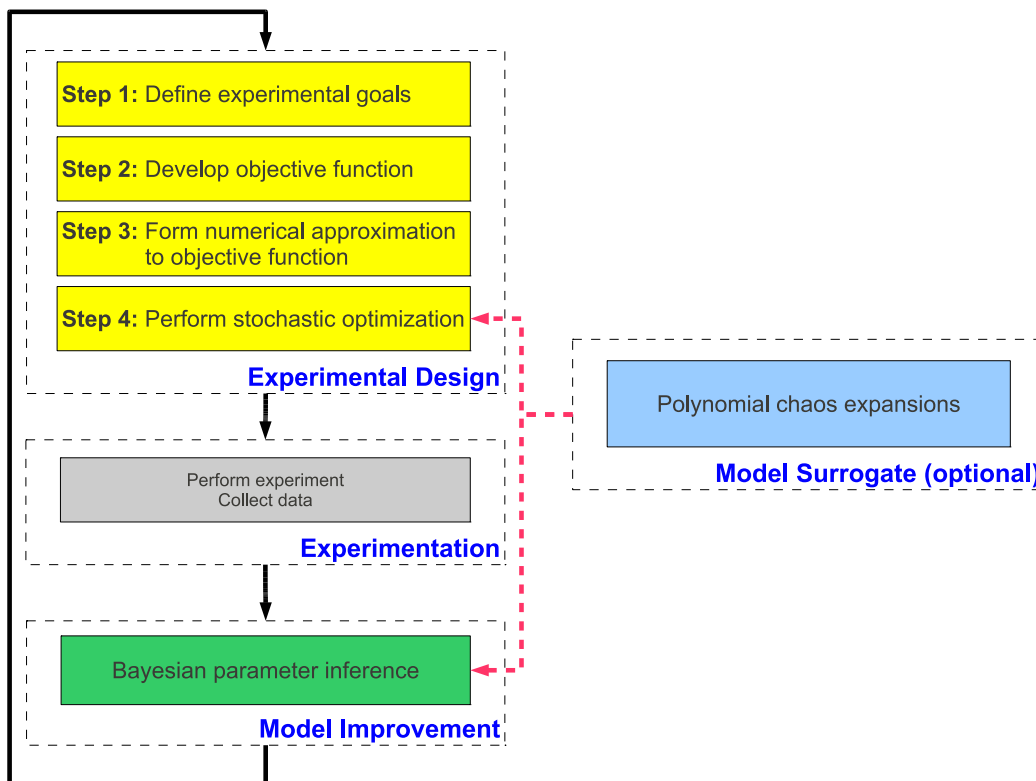 Step 1: Define experimental goals
Step 2: Develop objective function
Step 3: Form numerical approximation
to objective function
Step 4: Perform stochastic optimization
Experimental Design
Polynomial chaos expansions
Model Surrogate (optional)
Perform experiment
Collect data
Experimentation
Bayesian parameter inference
Model Improvement